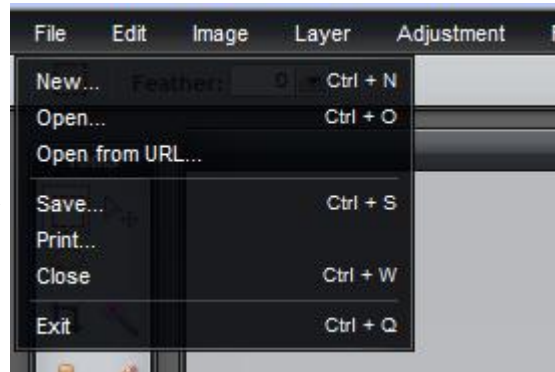 File Edit Image Layer Adjustment
Feather: 0
New... Ctrl + N
Open... Ctrl + O
Open from URL...
Save... Ctrl + S
Print...
Close Ctrl + W
Exit Ctrl + Q